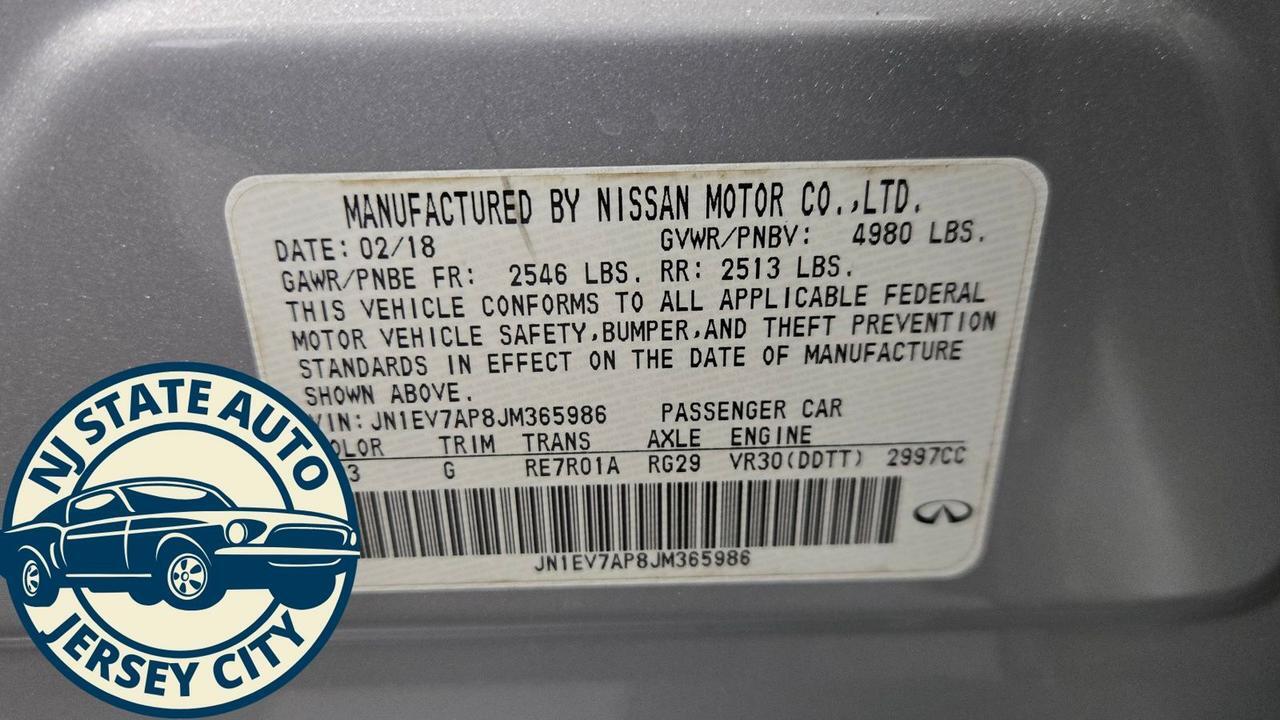 MANUFACTURED BY NISSAN MOTOR CO.,LTD.
DATE: 02/18 GVWR/PNBV: 4980 LBS.
GAWR/PNBE FR: 2546 LBS. RR: 2513 LBS.
THIS VEHICLE CONFORMS TO ALL APPLICABLE FEDERAL
MOTOR VEHICLE SAFETY,BUMPER,AND THEFT PREVENTION
STANDARDS IN EFFECT ON THE DATE OF MANUFACTURE
SHOWN ABOVE.
VIN: JN1EV7AP8JM365986 PASSENGER CAR
OLOR TRIM TRANS AXLE ENGINE
3 G RE7R01A RG29 VR30(DDTT) 2997CC
JN1EV7AP8JM365986
NJ STATE AUTO
JERSEY CITY